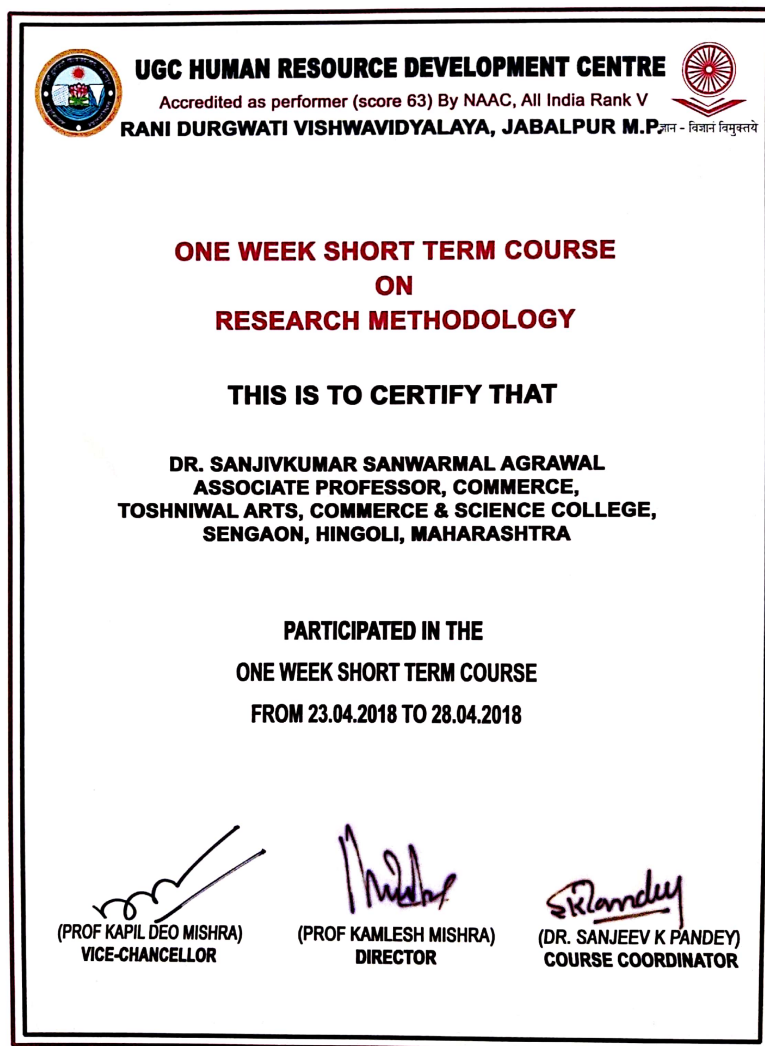 UGC HUMAN RESOURCE DEVELOPMENT CENTRE
Accredited as performer (score 63) By NAAC, All India Rank V
RANI DURGWATI VISHWAVIDYALAYA, JABALPUR M.P.
ज्ञान - विज्ञानं विमुक्तये
ONE WEEK SHORT TERM COURSE
ON
RESEARCH METHODOLOGY
THIS IS TO CERTIFY THAT
DR. SANJIVKUMAR SANWARMAL AGRAWAL
ASSOCIATE PROFESSOR, COMMERCE,
TOSHNIWAL ARTS, COMMERCE & SCIENCE COLLEGE,
SENGAON, HINGOLI, MAHARASHTRA
PARTICIPATED IN THE
ONE WEEK SHORT TERM COURSE
FROM 23.04.2018 TO 28.04.2018
SKPandey
(PROF KAPIL DEO MISHRA) (PROF KAMLESH MISHRA) (DR. SANJEEV K PANDEY)
VICE-CHANCELLOR DIRECTOR COURSE COORDINATOR